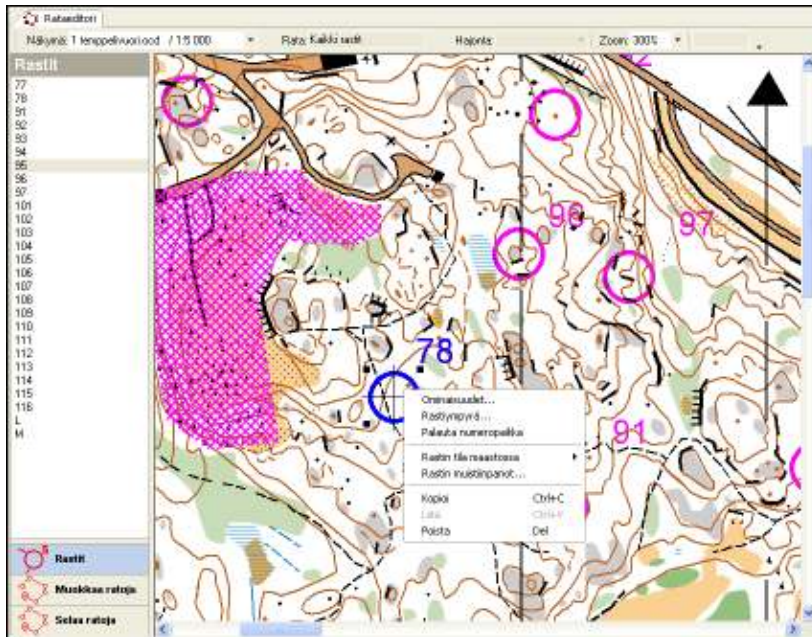 Rataeditori
Näkymä: 1 temppelivuori.ocd / 1:5 000 Rata: Kaikki rastit Hajonta: Zoom: 300%
Rastit
77
78
91
92
93
94
95
96
97
101
102
103
104
105
106
107
108
109
110
111
112
113
114
115
116
L
M
96
97
78
91
Ominaisuudet...
Rastiympyrä...
Palauta numeropaikka
Rastin tila maastossa
Rastin muistiinpanot...
Kopioi Ctrl+C
Liitä Ctrl+V
Poista Del
Rastit
Muokkaa ratoja
Selaa ratoja